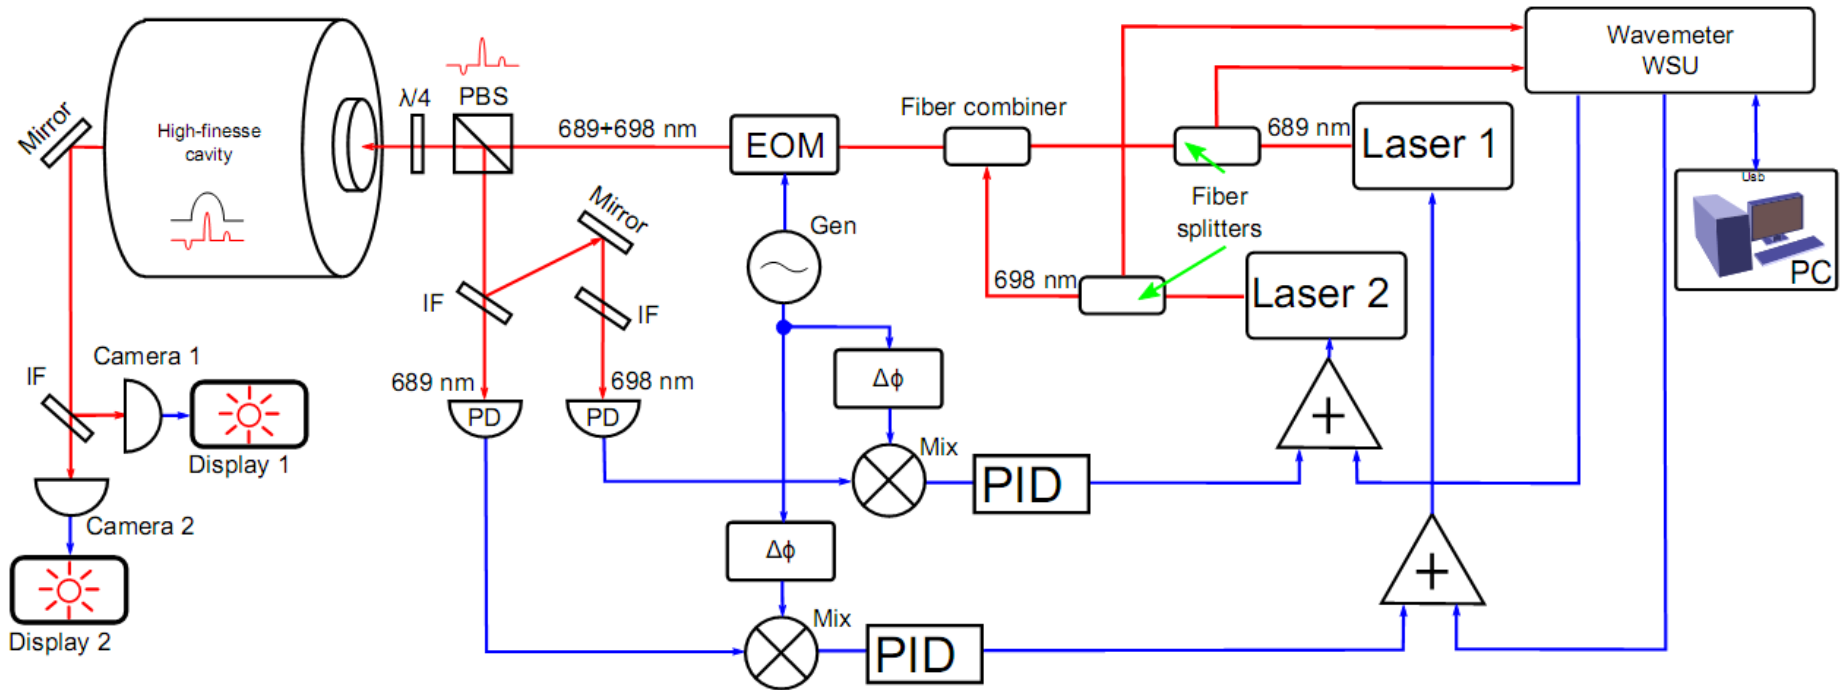 Wavemeter
WSU
λ/4
PBS
Fiber combiner
Mirror
High-finesse
cavity
689+698 nm
EOM
689 nm
Laser 1
Usb
PC
Mirror
Gen
Fiber
splitters
698 nm
Laser 2
IF
IF
Camera 1
IF
689 nm
698 nm
Δϕ
PD
PD
+
Display 1
Mix
PID
Camera 2
Δϕ
+
Display 2
Mix
PID